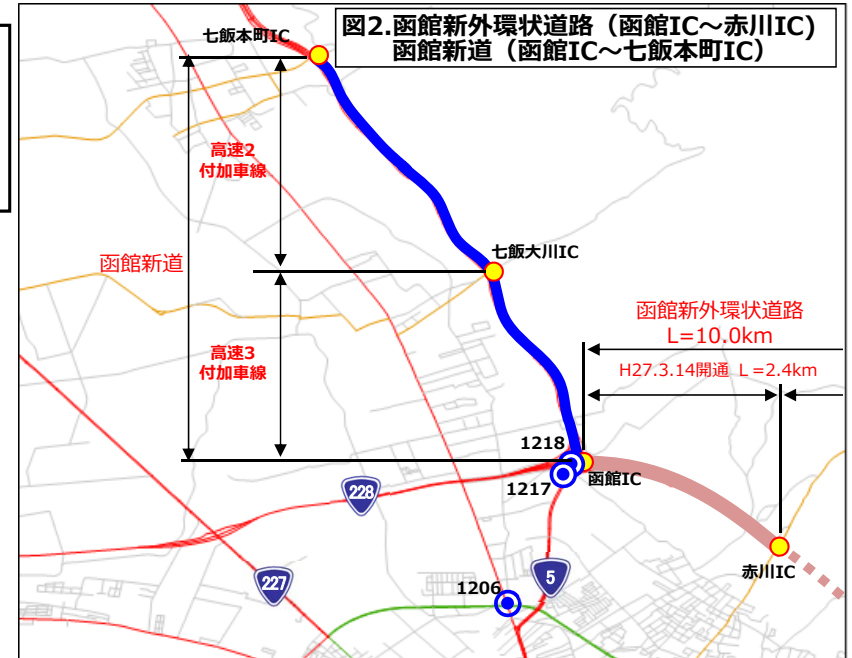 図2.函館新外環状道路（函館IC～赤川IC)
函館新道（函館IC～七飯本町IC）
七飯本町IC
高速2
付加車線
七飯大川IC
函館新道
函館新外環状道路
L=10.0km
高速3
付加車線
H27.3.14開通 L=2.4km
1218
函館IC
1217
228
赤川IC
227
5
1206